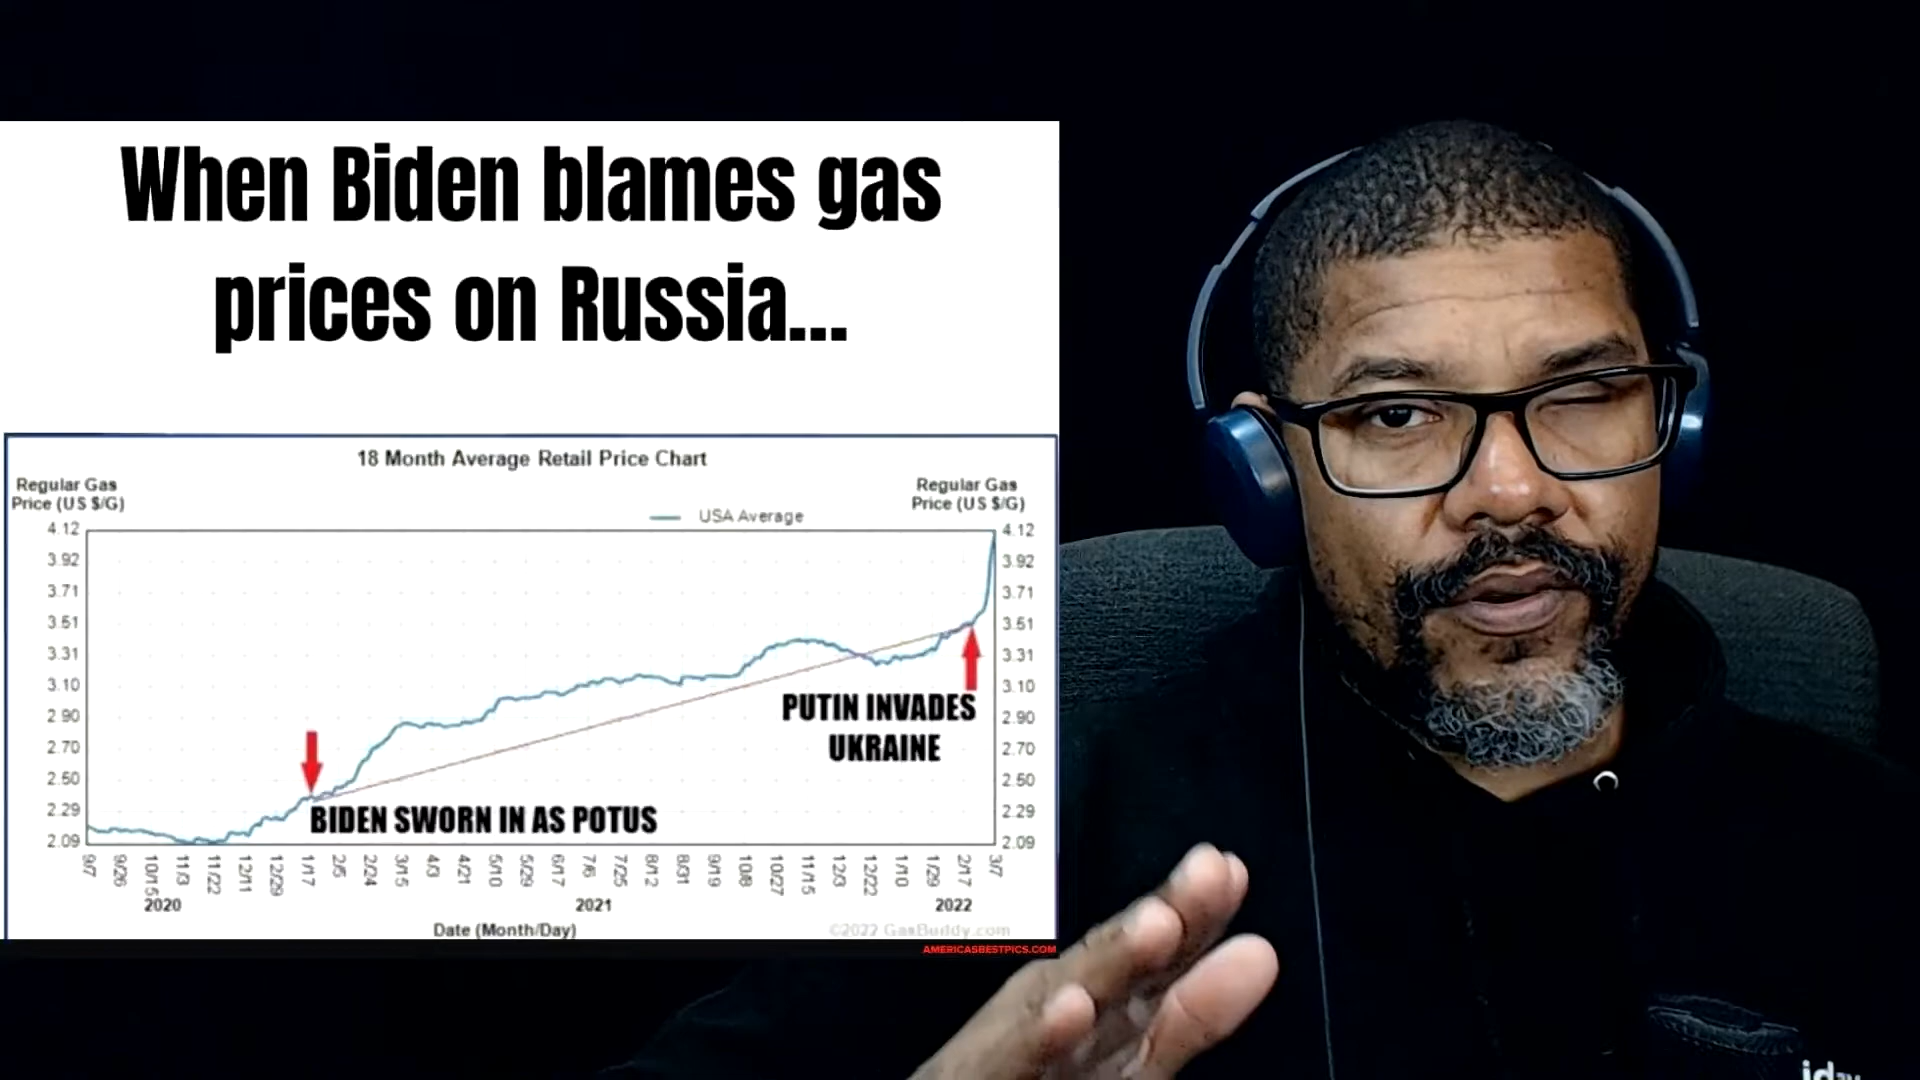 When Biden blames gas
prices on Russia...
18 Month Average Retail Price Chart
Regular Gas
Price (US $/G)
Regular Gas
Price (US $/G)
USA Average
4.12
3.92
3.71
3.51
3.31
3.10
2.90
2.70
2.50
2.29
2.09
4.12
3.92
3.71
3.51
3.31
3.10
2.90
2.70
2.50
2.29
2.09
PUTIN INVADES
UKRAINE
BIDEN SWORN IN AS POTUS
9/7 9/26 10/15 11/3 11/22 12/11 12/29 1/17 2/5 2/24 3/15 4/3 4/21 5/10 5/29 6/17 7/6 7/25 8/12 8/31 9/19 10/8 10/27 11/15 12/3 12/22 1/10 1/29 2/17 3/7
2020 2021 2022
Date (Month/Day)
©2022 GasBuddy.com
AMERICASBESTPICS.COM